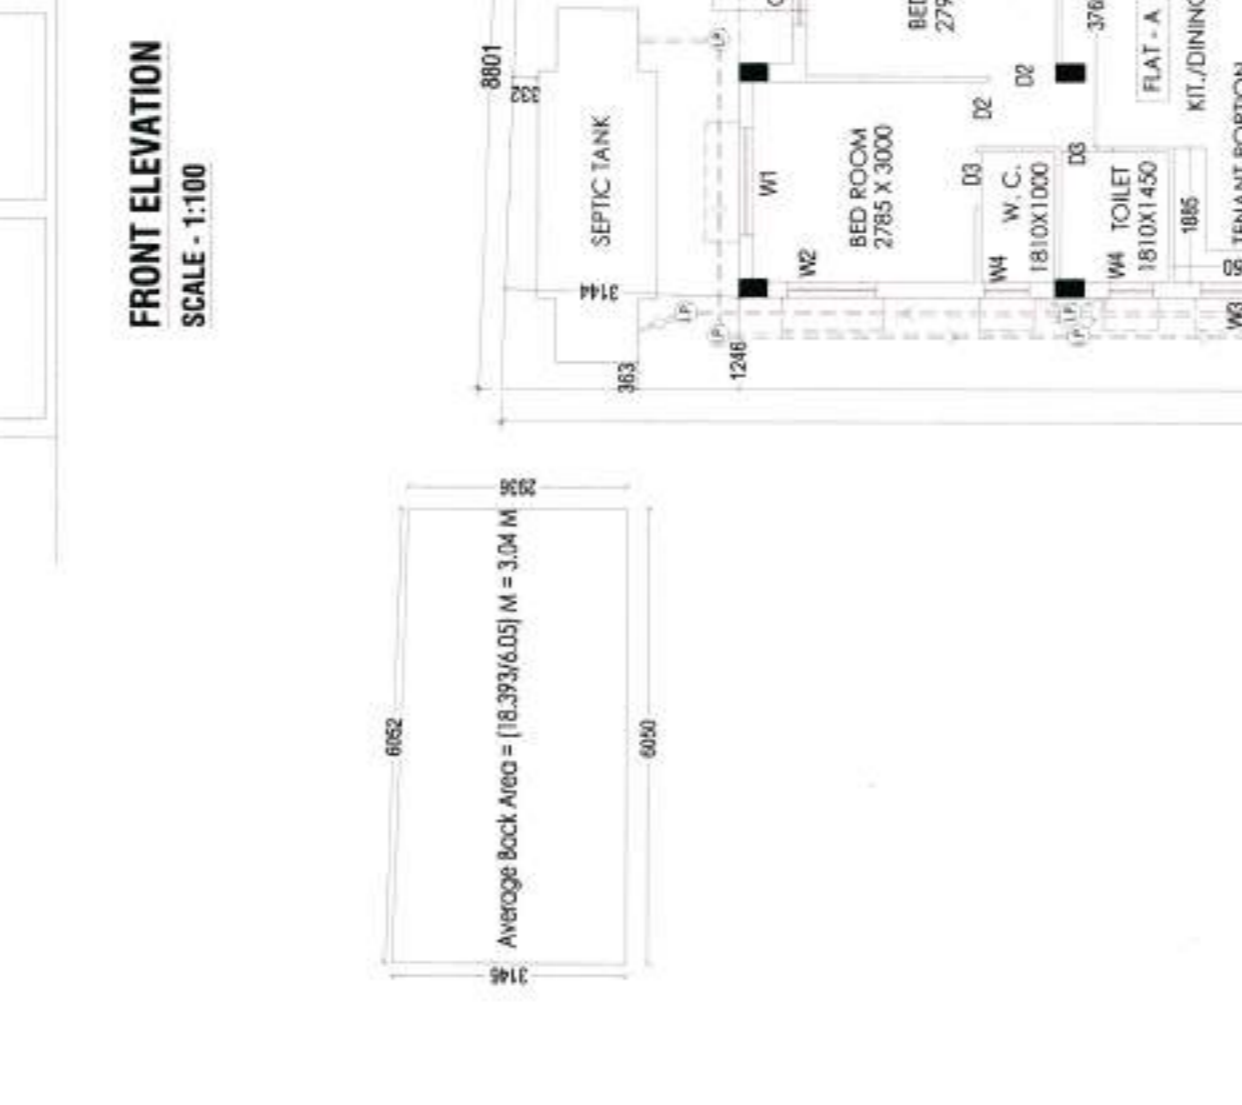 FRONT ELEVATION
SCALE - 1:100
8801
332
SEPTIC TANK
3144
363
1246
W1
W2
BED ROOM
2785 X 3000
D2
D2
D3
D3
W4
W. C.
1810X1000
W4
TOILET
1810X1450
1885
W3
FLAT - A
KIT./DINING
2936
6052
Average Back Area = (18.393/6.05) M = 3.04 M
6050
3146